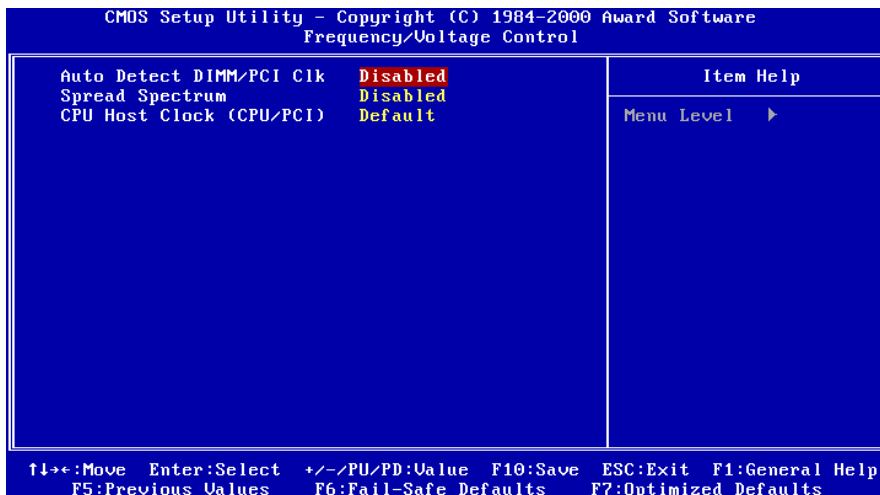 CMOS Setup Utility - Copyright (C) 1984-2000 Award Software
Frequency/Voltage Control
Auto Detect DIMM/PCI Clk Disabled
Spread Spectrum Disabled
CPU Host Clock (CPU/PCI) Default
Item Help
Menu Level ▶
↑↓→←:Move Enter:Select +/-/PU/PD:Value F10:Save ESC:Exit F1:General Help
F5:Previous Values F6:Fail-Safe Defaults F7:Optimized Defaults